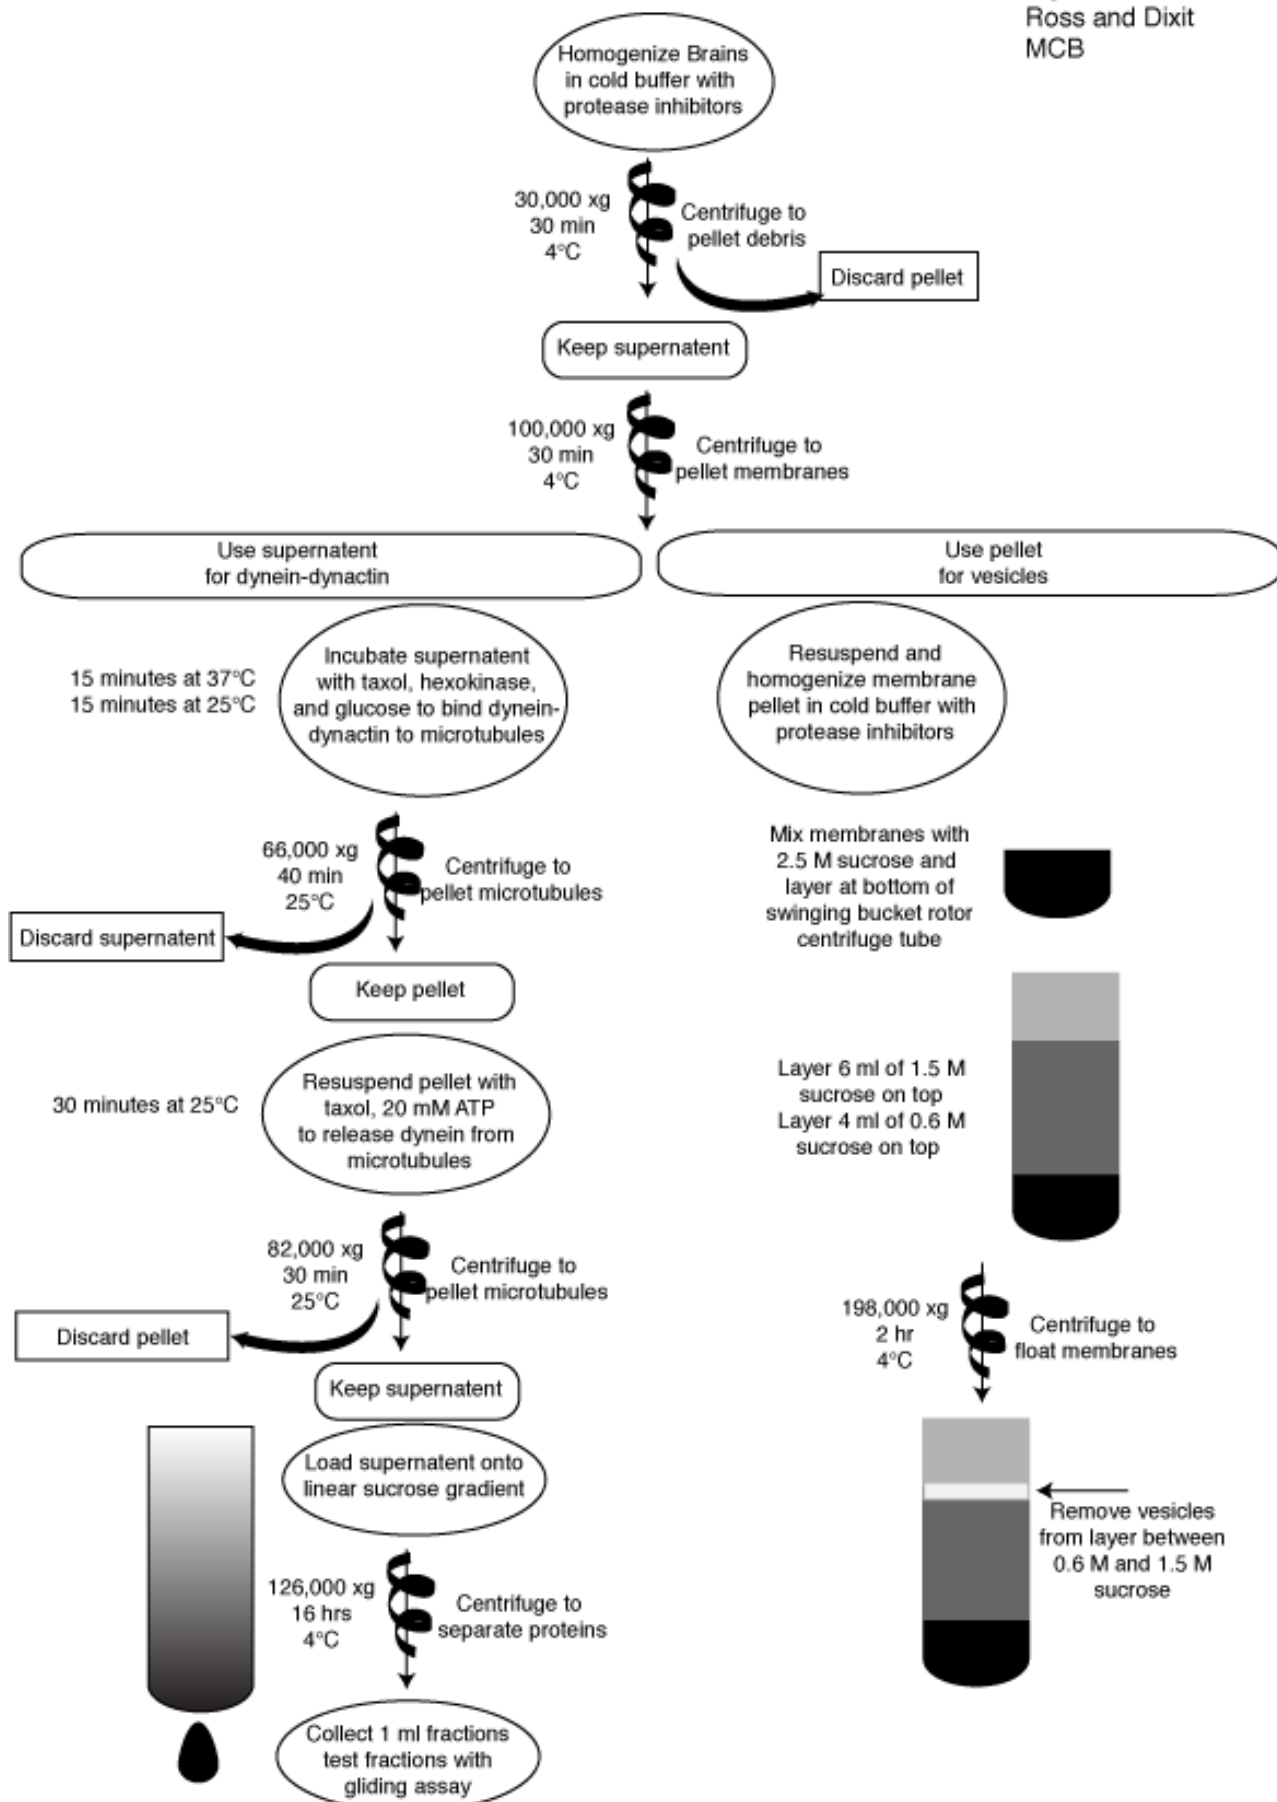 Ross and Dixit
MCB
Homogenize Brains
in cold buffer with
protease inhibitors
30,000 xg
30 min
4°C
Centrifuge to
pellet debris
Discard pellet
Keep supernatent
100,000 xg
30 min
4°C
Centrifuge to
pellet membranes
Use supernatent
for dynein-dynactin
Use pellet
for vesicles
15 minutes at 37°C
15 minutes at 25°C
Incubate supernatent
with taxol, hexokinase,
and glucose to bind dynein-
dynactin to microtubules
Resuspend and
homogenize membrane
pellet in cold buffer with
protease inhibitors
66,000 xg
40 min
25°C
Centrifuge to
pellet microtubules
Discard supernatent
Keep pellet
Mix membranes with
2.5 M sucrose and
layer at bottom of
swinging bucket rotor
centrifuge tube
30 minutes at 25°C
Resuspend pellet with
taxol, 20 mM ATP
to release dynein from
microtubules
Layer 6 ml of 1.5 M
sucrose on top
Layer 4 ml of 0.6 M
sucrose on top
82,000 xg
30 min
25°C
Centrifuge to
pellet microtubules
Discard pellet
Keep supernatent
198,000 xg
2 hr
4°C
Centrifuge to
float membranes
Load supernatent onto
linear sucrose gradient
Remove vesicles
from layer between
0.6 M and 1.5 M
sucrose
126,000 xg
16 hrs
4°C
Centrifuge to
separate proteins
Collect 1 ml fractions
test fractions with
gliding assay